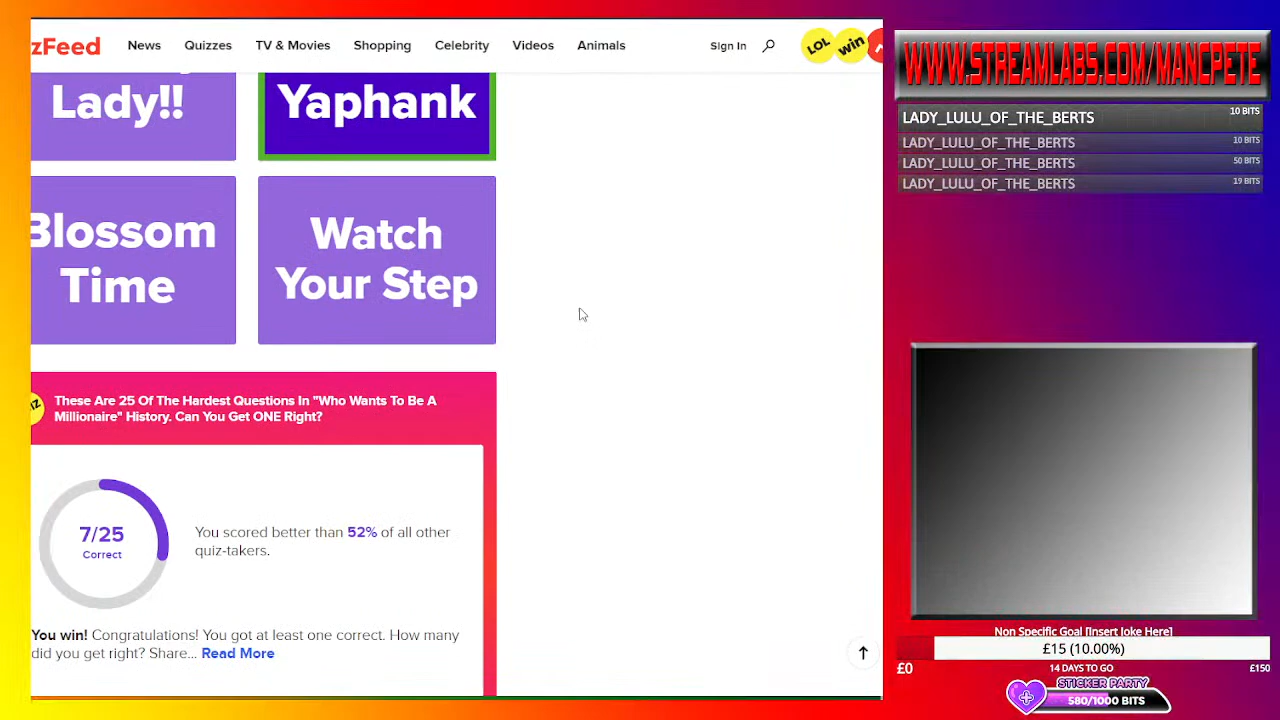 zFeed
News
Quizzes
TV & Movies
Shopping
Celebrity
Videos
Animals
Sign In
LOL
win
Lady!!
Yaphank
Blossom
Time
Watch
Your Step
These Are 25 Of The Hardest Questions In "Who Wants To Be A
Millionaire" History. Can You Get ONE Right?
7/25
Correct
You scored better than 52% of all other
quiz-takers.
You win! Congratulations! You got at least one correct. How many
did you get right? Share... Read More
WWW.STREAMLABS.COM/MANCPETE
LADY_LULU_OF_THE_BERTS 10 BITS
LADY_LULU_OF_THE_BERTS 10 BITS
LADY_LULU_OF_THE_BERTS 50 BITS
LADY_LULU_OF_THE_BERTS 19 BITS
Non Specific Goal [Insert Joke Here]
£15 (10.00%)
£0 14 DAYS TO GO £150
STICKER PARTY
580/1000 BITS